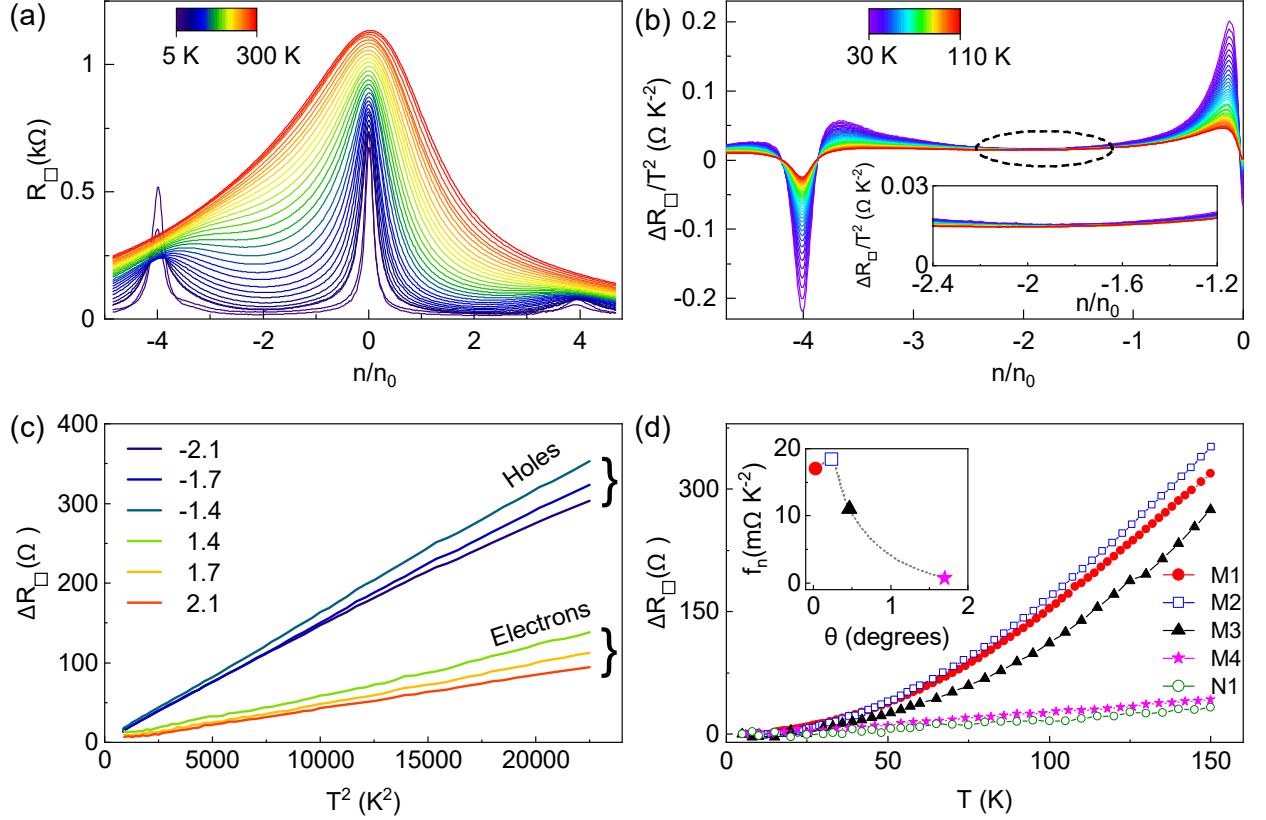 (a)
5 K 300 K
R□(kΩ)
1
0.5
0
-4 -2 0 2 4
n/n₀
(b)
30 K 110 K
ΔR□/T² (Ω K⁻²)
0.2
0.1
0
-0.1
-0.2
-4 -3 -2 -1 0
n/n₀
ΔR□/T² (Ω K⁻²)
0.03
0
-2.4 -2.0 -1.6 -1.2
n/n₀
(c)
ΔR□(Ω)
400
300
200
100
0
-2.1
-1.7
-1.4
1.4
1.7
2.1
Holes
}
Electrons
}
0 5000 10000 15000 20000
T² (K²)
(d)
ΔR□(Ω)
300
150
0
fₙ(mΩ K⁻²)
20
10
0
0 1 2
θ (degrees)
M1
M2
M3
M4
N1
0 50 100 150
T (K)